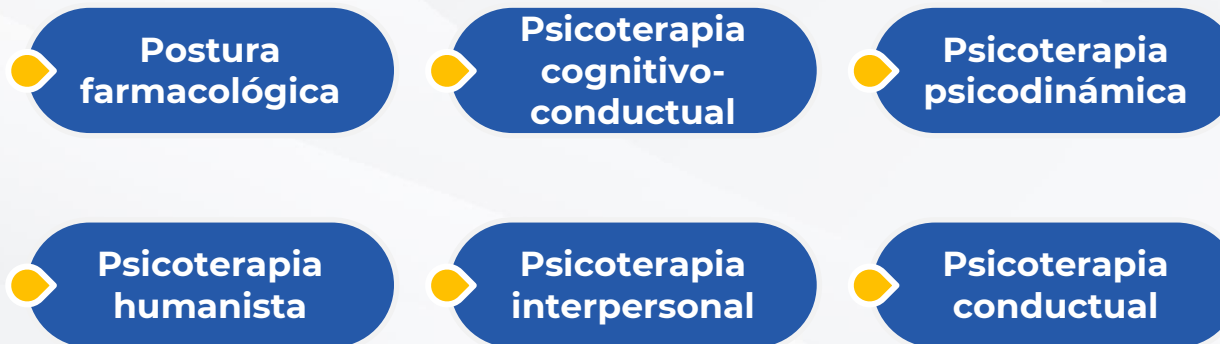 Postura
farmacológica
Psicoterapia
cognitivo-
conductual
Psicoterapia
psicodinámica
Psicoterapia
humanista
Psicoterapia
interpersonal
Psicoterapia
conductual